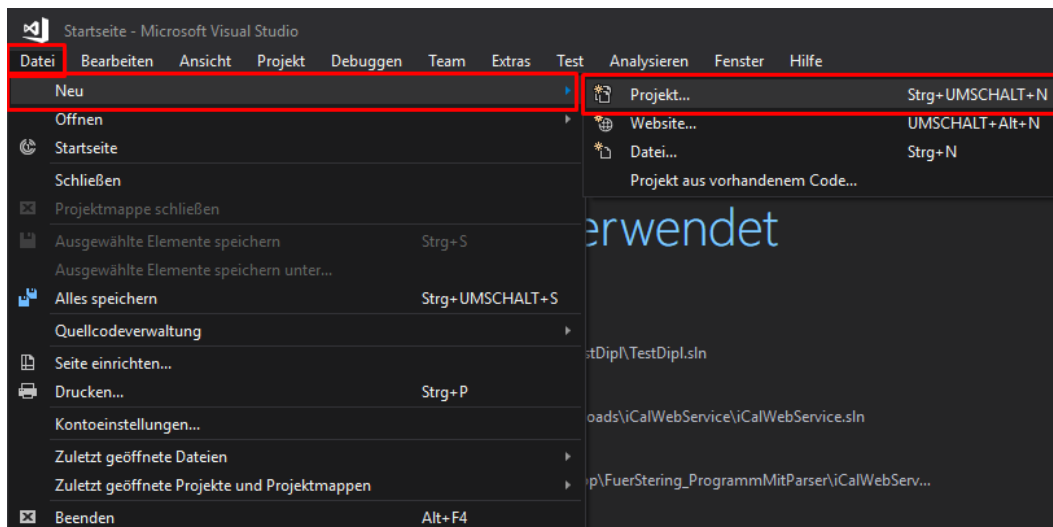 Startseite - Microsoft Visual Studio
Datei Bearbeiten Ansicht Projekt Debuggen Team Extras Test Analysieren Fenster Hilfe
Neu
Öffnen
Startseite
Schließen
Projektmappe schließen
Ausgewählte Elemente speichern Strg+S
Ausgewählte Elemente speichern unter...
Alles speichern Strg+UMSCHALT+S
Quellcodeverwaltung
Seite einrichten...
Drucken... Strg+P
Kontoeinstellungen...
Zuletzt geöffnete Dateien
Zuletzt geöffnete Projekte und Projektmappen
Beenden Alt+F4
Projekt... Strg+UMSCHALT+N
Website... UMSCHALT+Alt+N
Datei... Strg+N
Projekt aus vorhandenem Code...
erwendet
stDipl\TestDipl.sln
oads\iCalWebService\iCalWebService.sln
p\FuerStering_ProgrammMitParser\iCalWebServ...